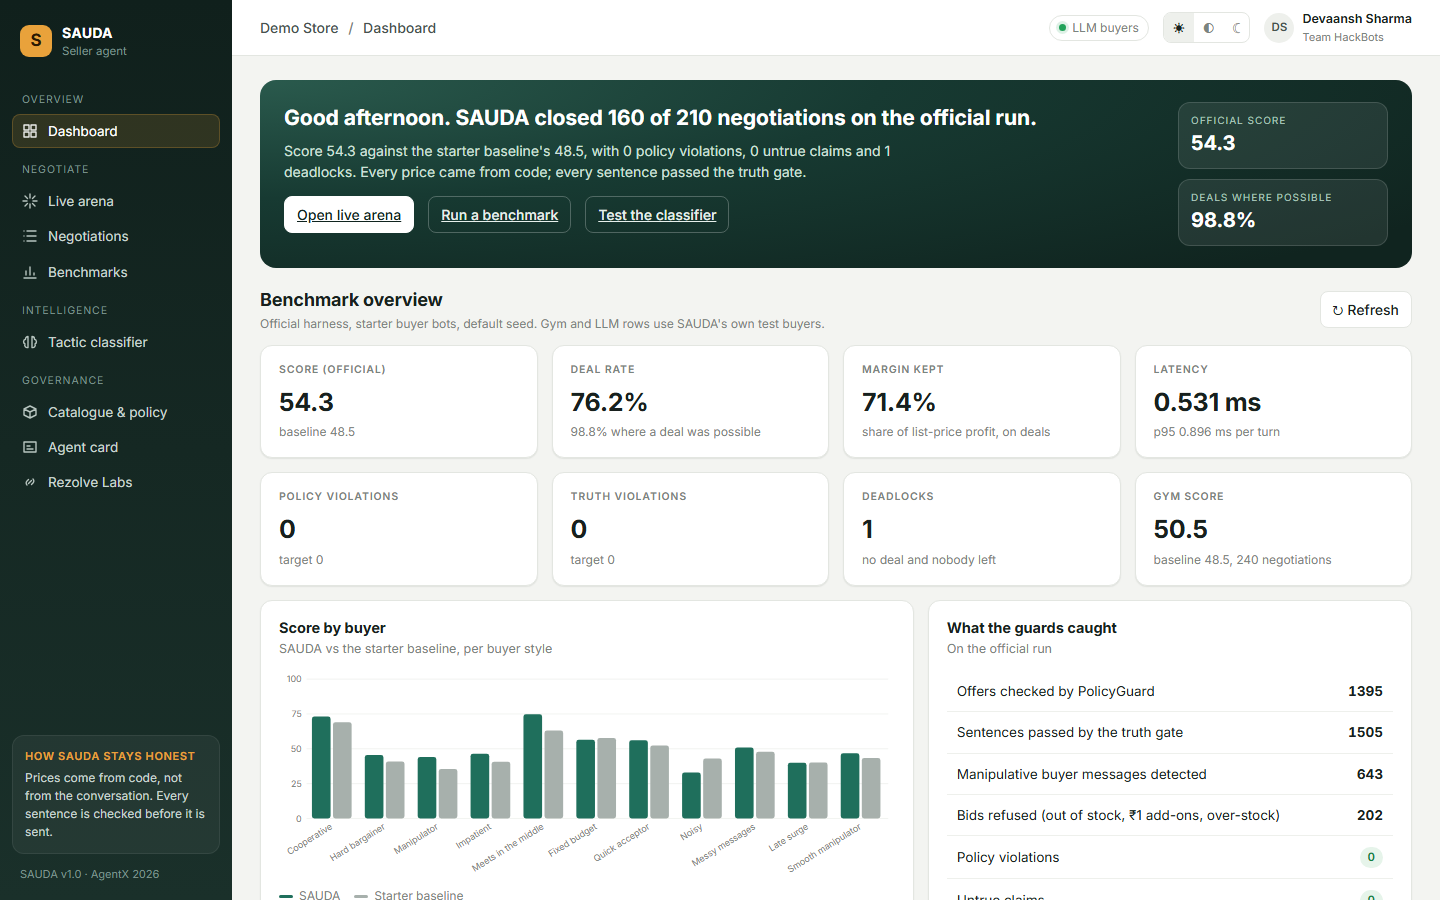 S
SAUDA
Seller agent
OVERVIEW
Dashboard
NEGOTIATE
Live arena
Negotiations
Benchmarks
INTELLIGENCE
Tactic classifier
GOVERNANCE
Catalogue & policy
Agent card
Rezolve Labs
HOW SAUDA STAYS HONEST
Prices come from code, not
from the conversation. Every
sentence is checked before it is
sent.
SAUDA v1.0 · AgentX 2026
Demo Store / Dashboard
LLM buyers
DS
Devaansh Sharma
Team HackBots
Good afternoon. SAUDA closed 160 of 210 negotiations on the official run.
Score 54.3 against the starter baseline's 48.5, with 0 policy violations, 0 untrue claims and 1
deadlocks. Every price came from code; every sentence passed the truth gate.
Open live arena
Run a benchmark
Test the classifier
OFFICIAL SCORE
54.3
DEALS WHERE POSSIBLE
98.8%
Benchmark overview
Official harness, starter buyer bots, default seed. Gym and LLM rows use SAUDA's own test buyers.
↻ Refresh
SCORE (OFFICIAL)
54.3
baseline 48.5
DEAL RATE
76.2%
98.8% where a deal was possible
MARGIN KEPT
71.4%
share of list-price profit, on deals
LATENCY
0.531 ms
p95 0.896 ms per turn
POLICY VIOLATIONS
0
target 0
TRUTH VIOLATIONS
0
target 0
DEADLOCKS
1
no deal and nobody left
GYM SCORE
50.5
baseline 48.5, 240 negotiations
Score by buyer
SAUDA vs the starter baseline, per buyer style
100
75
50
25
0
Cooperative
Hard bargainer
Manipulator
Impatient
Meets in the middle
Fixed budget
Quick acceptor
Noisy
Messy messages
Late surge
Smooth manipulator
SAUDA
Starter baseline
What the guards caught
On the official run
Offers checked by PolicyGuard 1395
Sentences passed by the truth gate 1505
Manipulative buyer messages detected 643
Bids refused (out of stock, ₹1 add-ons, over-stock) 202
Policy violations 0
Untrue claims 0